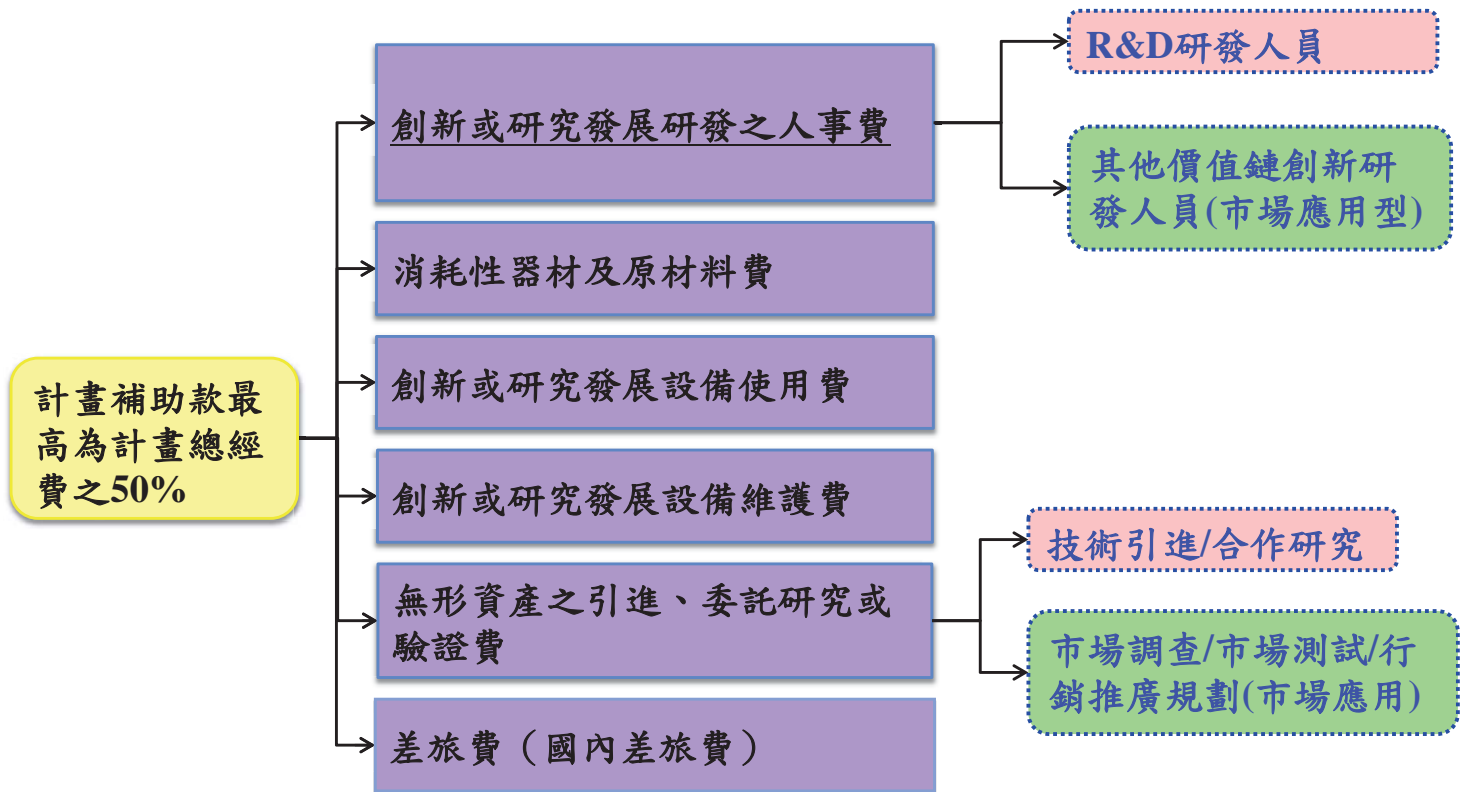 計畫補助款最
高為計畫總經
費之50%
創新或研究發展研發之人事費
R&D研發人員
其他價值鏈創新研
發人員(市場應用型)
消耗性器材及原材料費
創新或研究發展設備使用費
創新或研究發展設備維護費
無形資產之引進、委託研究或
驗證費
技術引進/合作研究
市場調查/市場測試/行
銷推廣規劃(市場應用)
差旅費（國內差旅費）